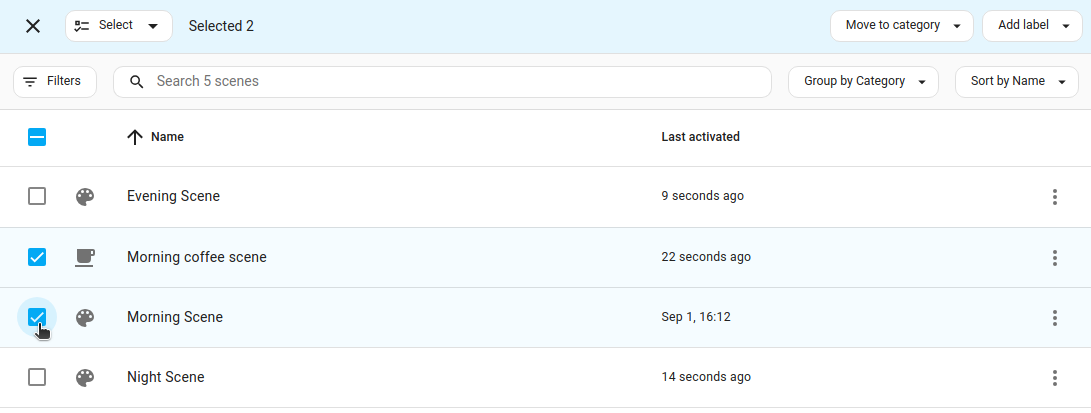 Select Selected 2 Move to category Add label
Filters Search 5 scenes Group by Category Sort by Name
Name Last activated
Evening Scene 9 seconds ago
Morning coffee scene 22 seconds ago
Morning Scene Sep 1, 16:12
Night Scene 14 seconds ago